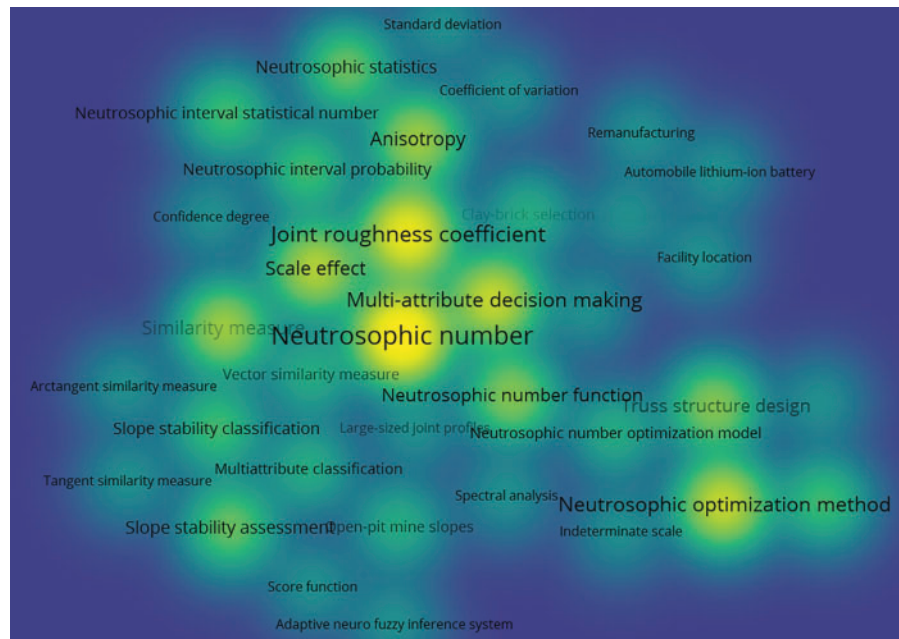 Standard deviation
Neutrosophic statistics
Coefficient of variation
Neutrosophic interval statistical number
Remanufacturing
Anisotropy
Neutrosophic interval probability
Automobile lithium-ion battery
Confidence degree
Clay-brick selection
Joint roughness coefficient
Facility location
Scale effect
Multi-attribute decision making
Similarity measure
Neutrosophic number
Vector similarity measure
Arctangent similarity measure
Neutrosophic number function
Truss structure design
Slope stability classification
Large-sized joint profiles
Neutrosophic number optimization model
Multiattribute classification
Tangent similarity measure
Spectral analysis
Neutrosophic optimization method
Slope stability assessment
Open-pit mine slopes
Indeterminate scale
Score function
Adaptive neuro fuzzy inference system